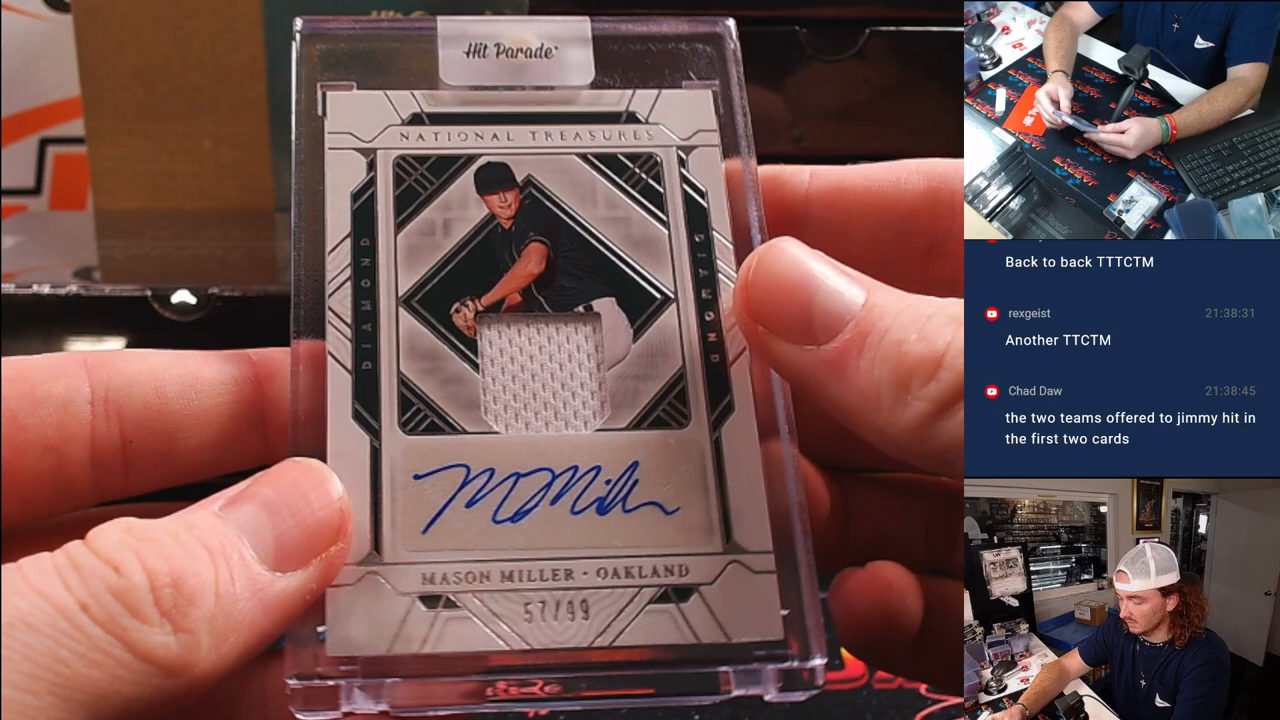 Hit Parade
NATIONAL TREASURES
DIAMOND
DIAMOND
M Miller
MASON MILLER • OAKLAND
57/99
Back to back TTTCTM
rexgeist 21:38:31
Another TTCTM
Chad Daw 21:38:45
the two teams offered to jimmy hit in
the first two cards